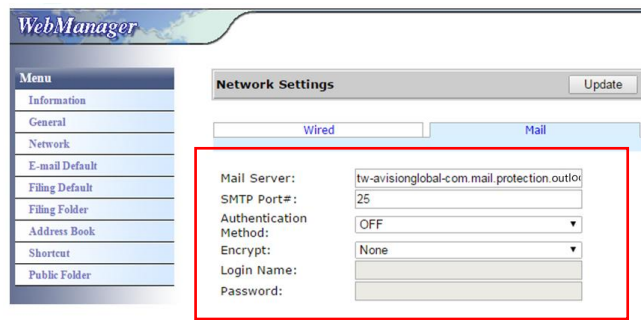 WebManager
Menu
Information
General
Network
E-mail Default
Filing Default
Filing Folder
Address Book
Shortcut
Public Folder
Network Settings
Update
Wired
Mail
Mail Server: tw-avisionglobal-com.mail.protection.outloo
SMTP Port#: 25
Authentication
Method: OFF
Encrypt: None
Login Name:
Password: